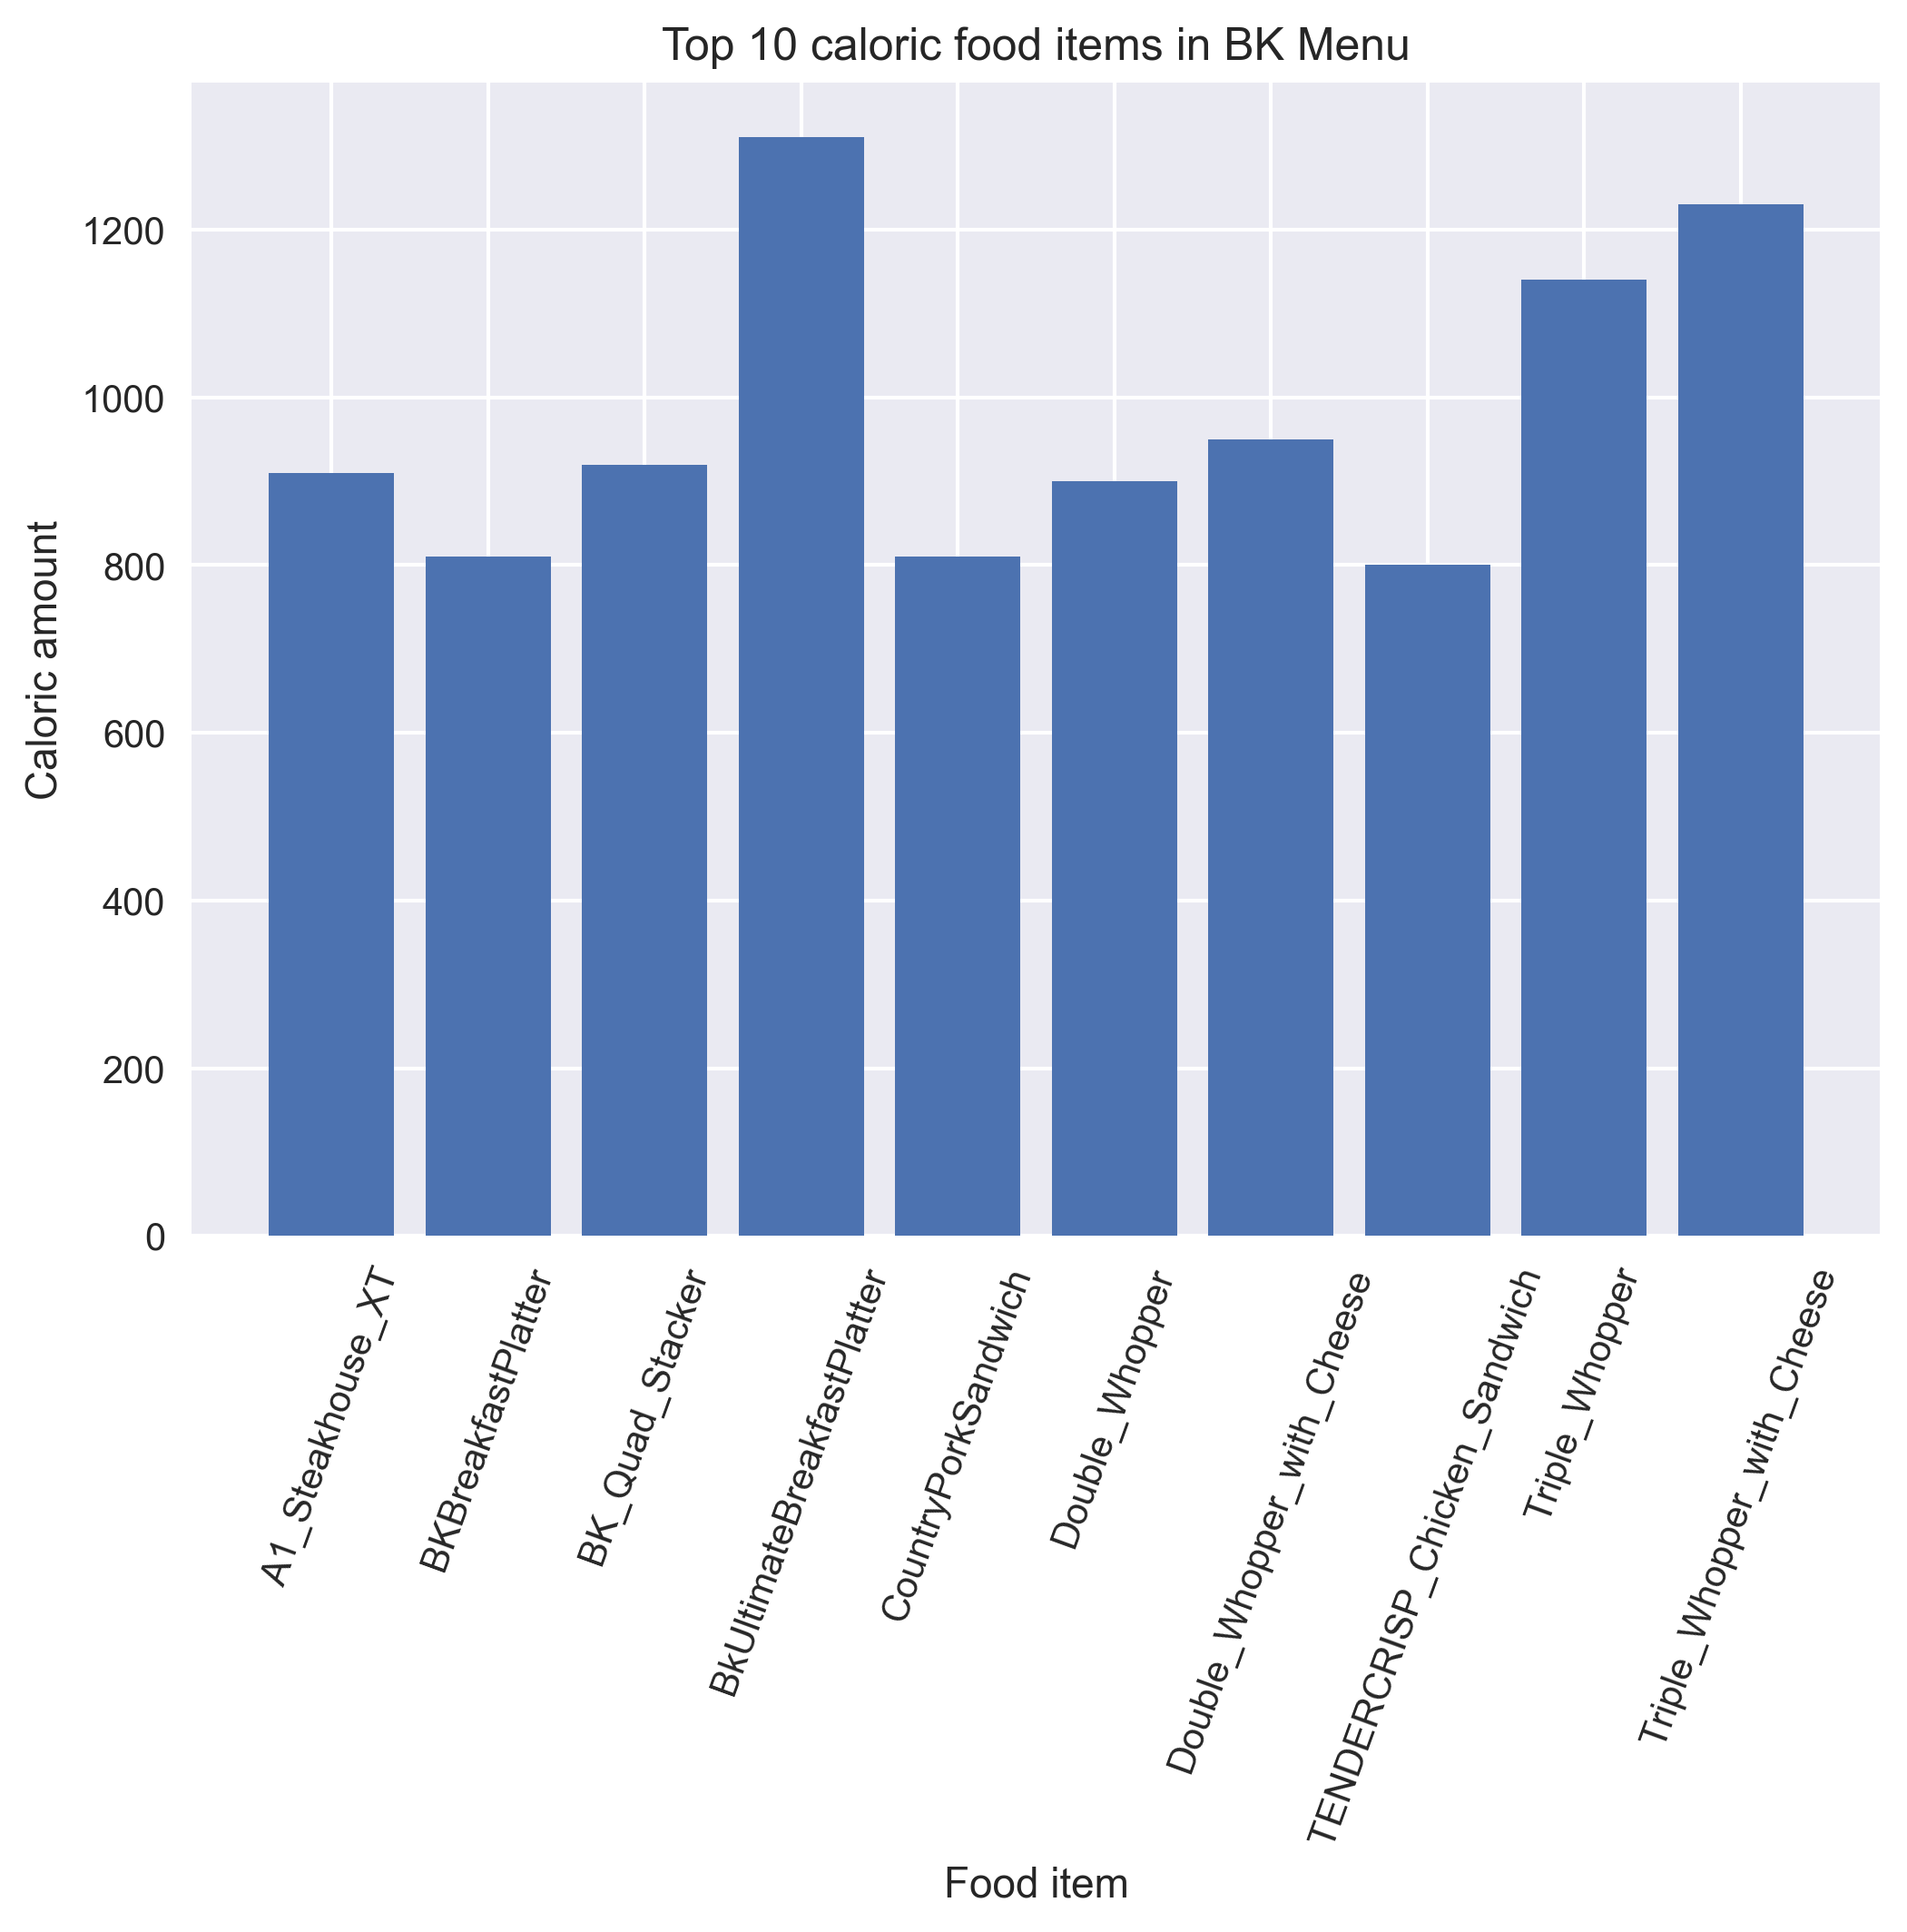 Top 10 caloric food items in BK Menu
Caloric amount
1200
1000
800
600
400
200
0
A1_Steakhouse_XT
BKBreakfastPlatter
BK_Quad_Stacker
BkUltimateBreakfastPlatter
CountryPorkSandwich
Double_Whopper
Double_Whopper_with_Cheese
TENDERCRISP_Chicken_Sandwich
Triple_Whopper
Triple_Whopper_with_Cheese
Food item